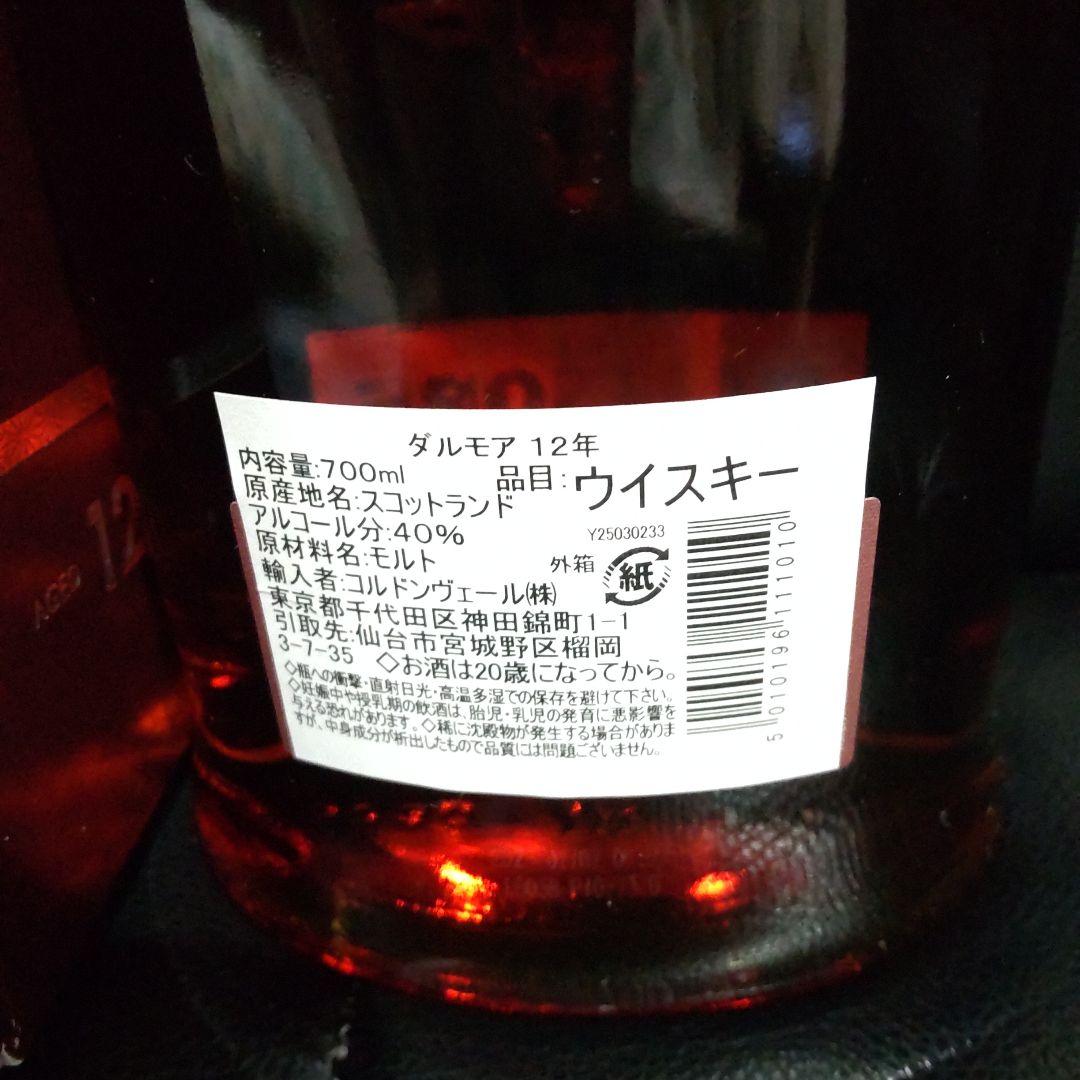 ダルモア 12年
内容量:700ml 品目:ウイスキー
原産地名:スコットランド
アルコール分:40%
Y25030233
原材料名:モルト
外箱 紙
輸入者:コルドンヴェール㈱
東京都千代田区神田錦町1-1
引取先:仙台市宮城野区榴岡
3-7-35 ◇お酒は20歳になってから。
◇瓶への衝撃・直射日光・高温多湿での保存を避けて下さい。
◇妊娠中や授乳期の飲酒は、胎児・乳児の発育に悪影響を
与える恐れがあります。◇稀に沈殿物が発生する場合がありま
すが、中身成分が析出したもので品質には問題ございません。
5 010196 111010
AGED 12